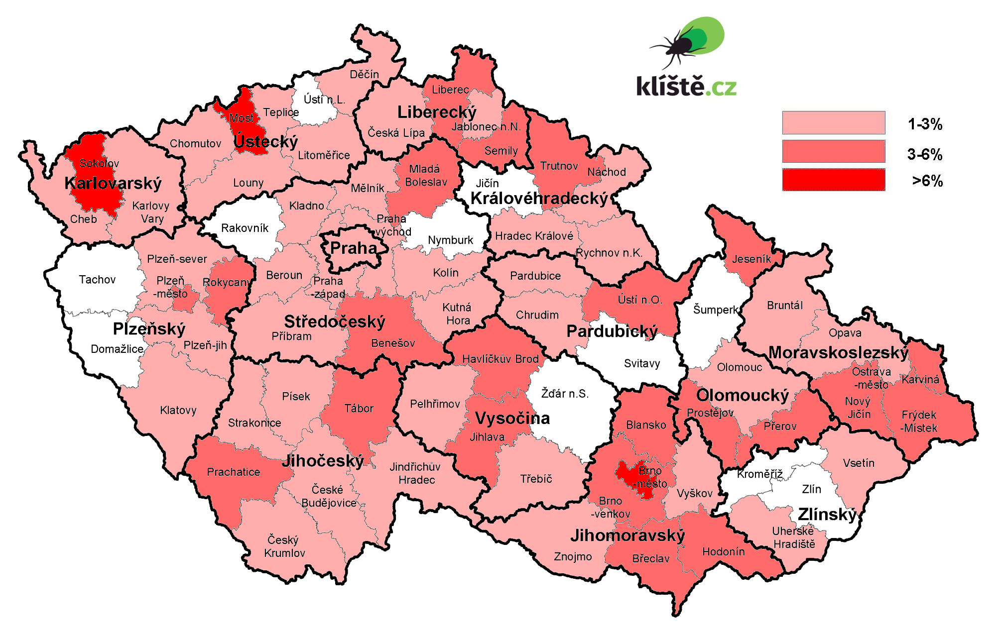 klíště.cz
1-3%
3-6%
>6%
Děčín
Ústí n.L.
Liberec
Teplice
Most
Liberecký
Jablonec n.N.
Česká Lípa
Chomutov
Ústecký
Litoměřice
Semily
Sokolov
Karlovarský
Louny
Mladá
Boleslav
Trutnov
Náchod
Jičín
Mělník
Královéhradecký
Karlovy
Vary
Cheb
Kladno
Rakovník
Praha
východ
Nymburk
Hradec Králové
Praha
Rychnov n.K.
Plzeň-sever
Jeseník
Tachov
Beroun
Kolín
Pardubice
Plzeň
-město
Rokycany
Praha
-západ
Ústí n.O.
Šumperk
Bruntál
Kutná
Hora
Chrudim
Plzeňský
Středočeský
Pardubický
Opava
Příbram
Domažlice
Plzeň-jih
Benešov
Moravskoslezský
Havlíčkův Brod
Svitavy
Olomouc
Ostrava
-město
Karviná
Písek
Žďár n.S.
Olomoucký
Nový
Jičín
Klatovy
Tábor
Pelhřimov
Vysočina
Prostějov
Frýdek
-Místek
Strakonice
Blansko
Přerov
Jihlava
Jihočeský
Prachatice
Jindřichův
Hradec
Třebíč
Brno
-město
Kroměříž
Vsetín
České
Budějovice
Vyškov
Zlín
Brno
-venkov
Zlínský
Jihomoravský
Uherské
Hradiště
Český
Krumlov
Znojmo
Břeclav
Hodonín